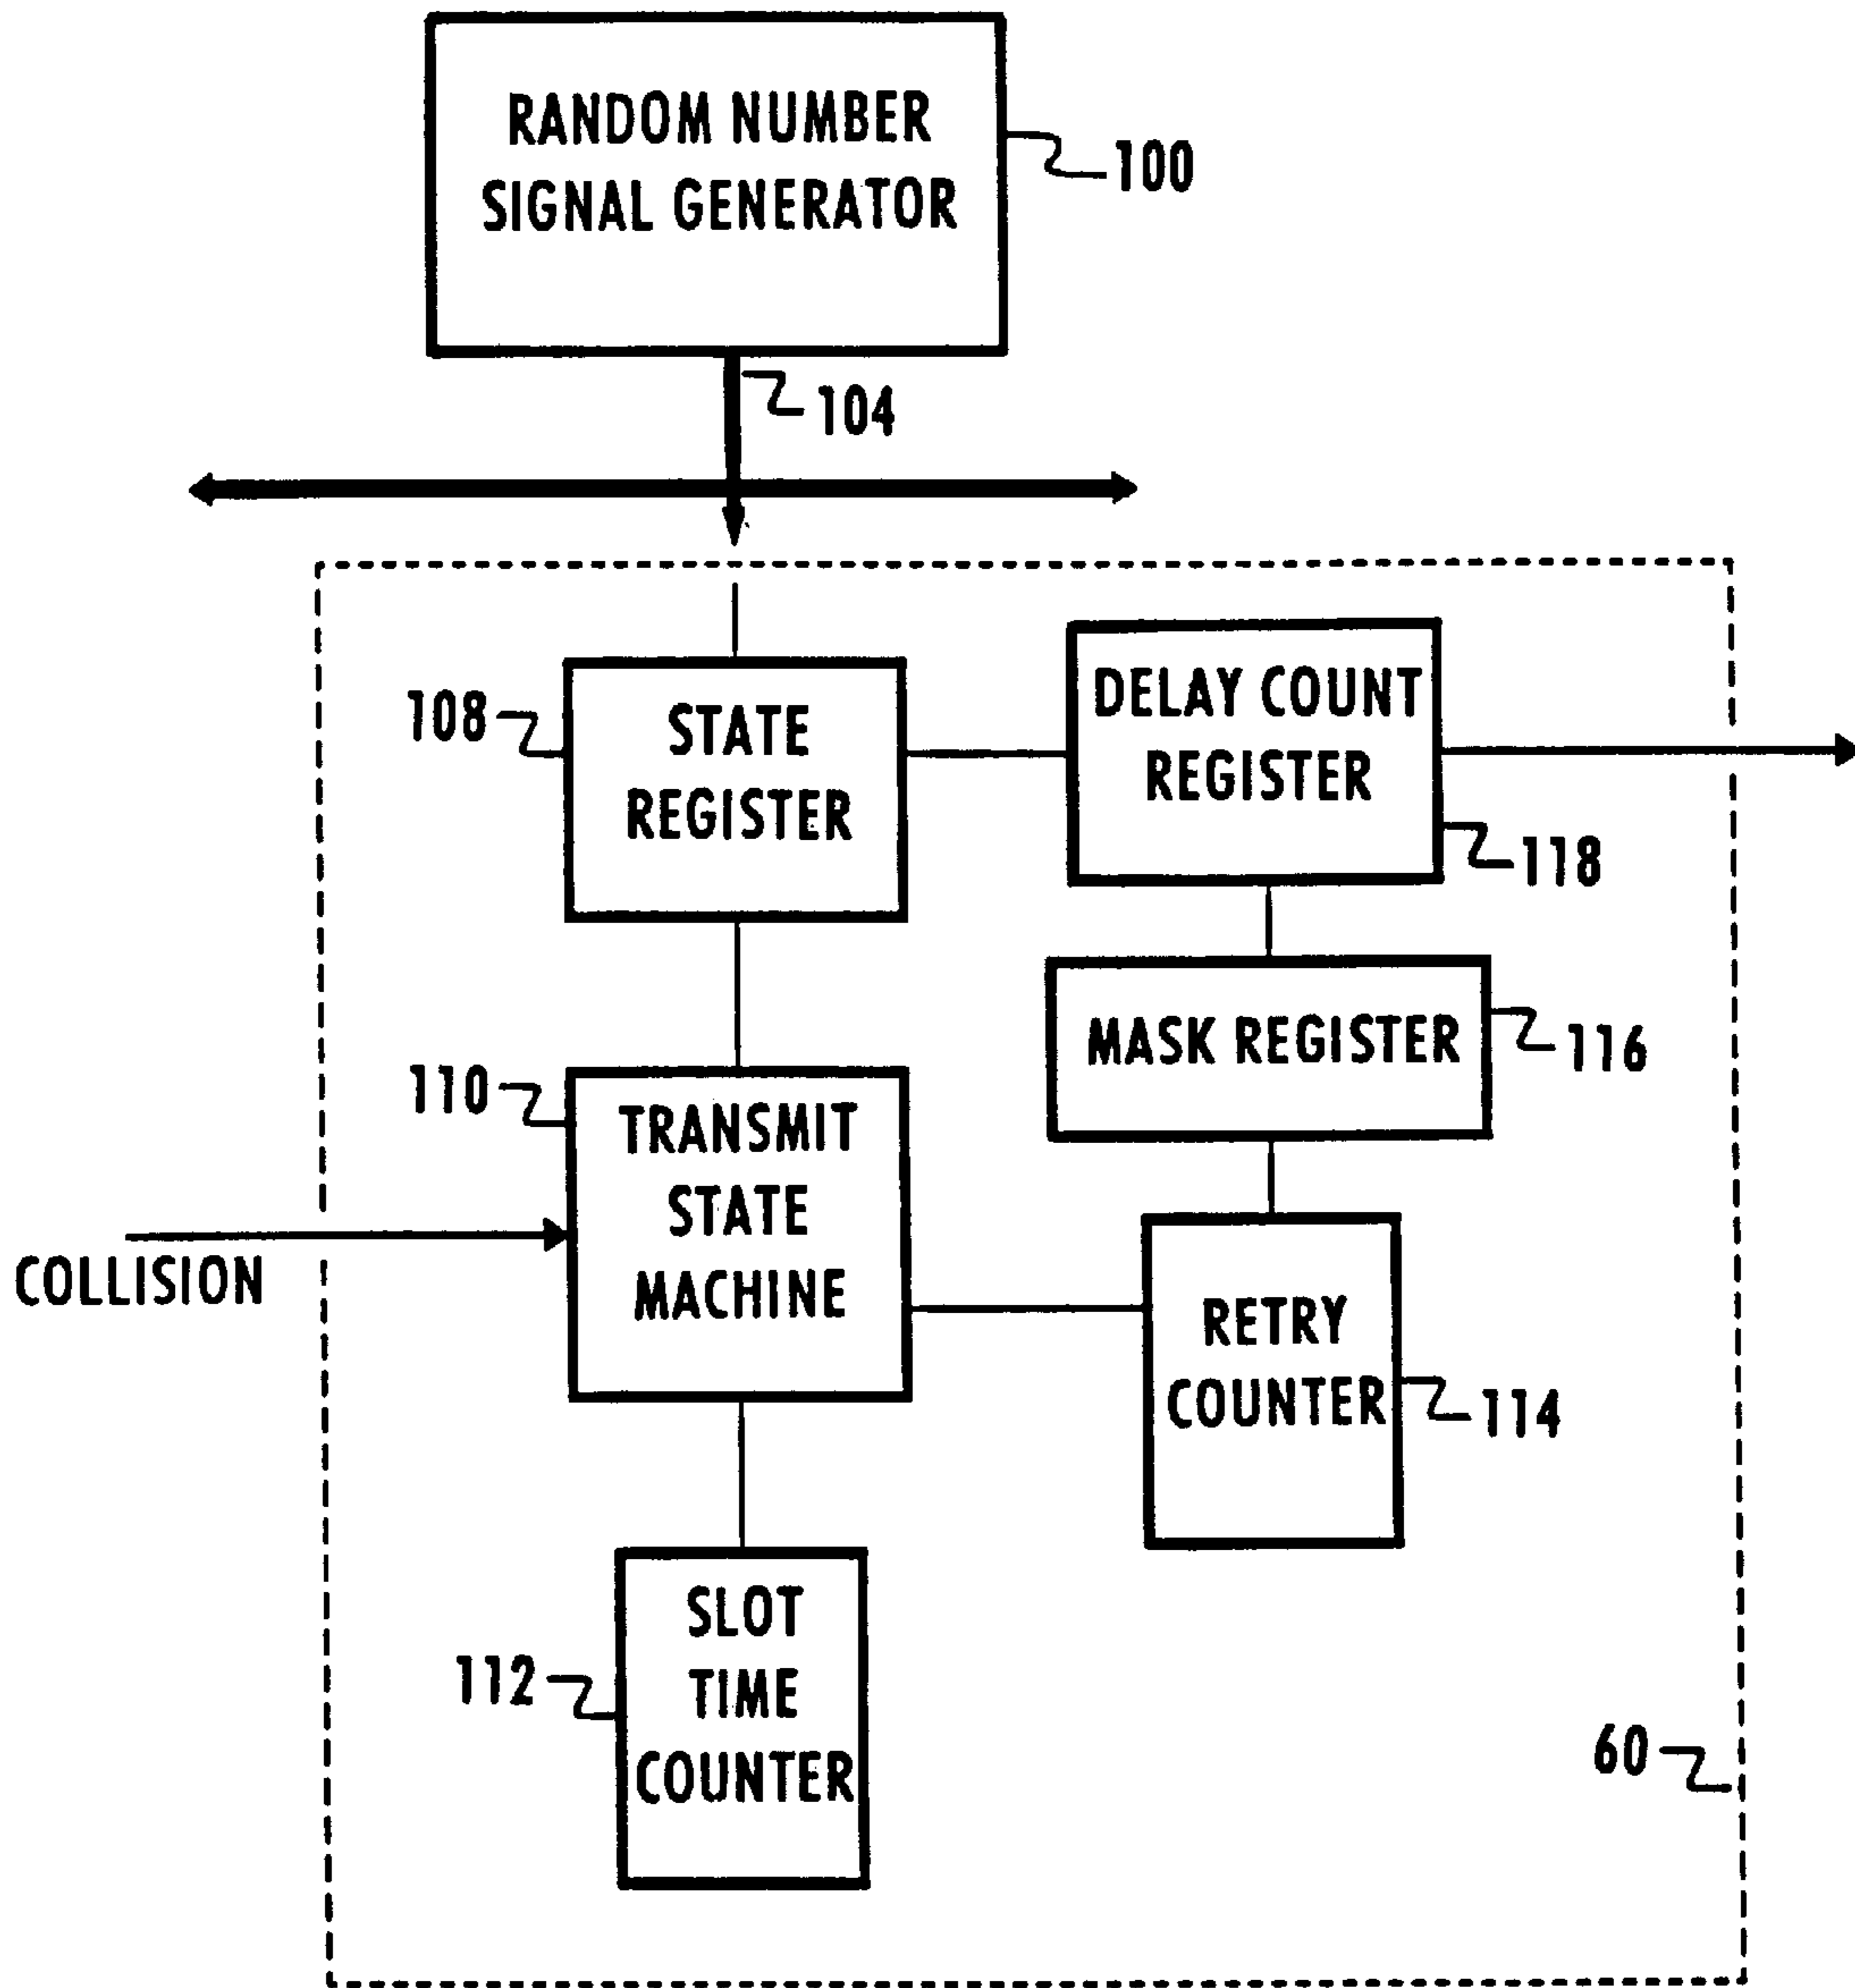 RANDOM NUMBER
SIGNAL GENERATOR
100
104
108
STATE
REGISTER
DELAY COUNT
REGISTER
118
MASK REGISTER
116
110
TRANSMIT
STATE
MACHINE
COLLISION
RETRY
COUNTER
114
112
SLOT
TIME
COUNTER
60